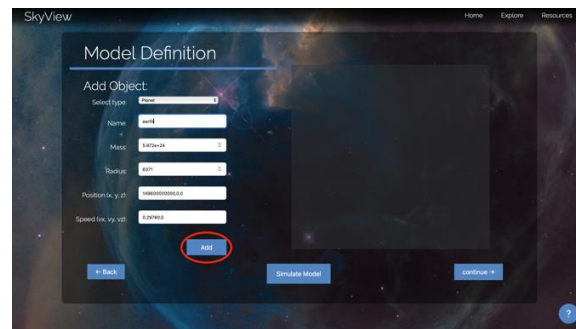 SkyView Home Explore Resources
Model Definition
Add Object:
Select type: Planet
Name: earth
Mass: 5.972e+24
Radius: 6371
Position (x, y, z): 149600000000,0,0
Speed (vx, vy, vz): 0,29780,0
Add
← Back Simulate Model continue →
?